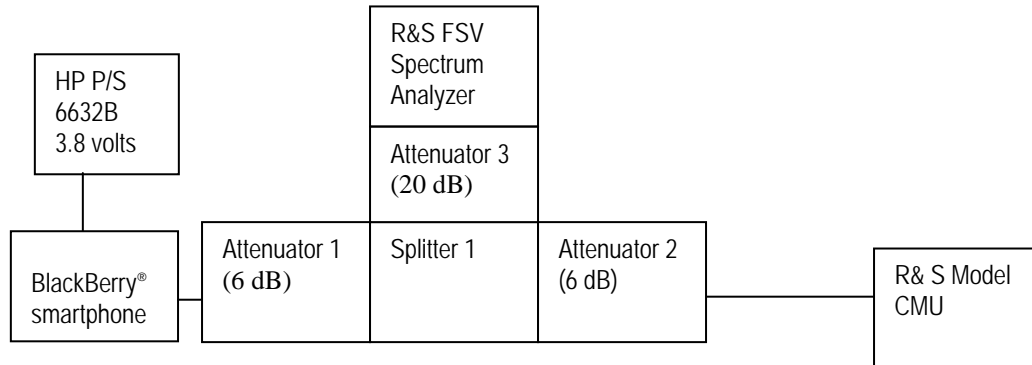 R&S FSV
Spectrum
Analyzer
HP P/S
6632B
3.8 volts
Attenuator 3
(20 dB)
BlackBerry®
smartphone
Attenuator 1
(6 dB)
Splitter 1
Attenuator 2
(6 dB)
R& S Model
CMU